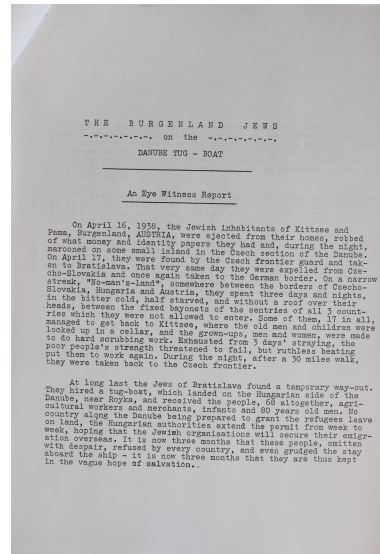 THE BURGENLAND JEWS
-.-.-.-.-.-.-. on the -.-.-.-.-.-.-.
DANUBE TUG - BOAT
An Eye Witness Report
On April 16, 1938, the Jewish inhabitants of Kittsee and
Pama, Burgenland, AUSTRIA, were ejected from their homes, robbed
of what money and identity papers they had and, during the night,
marooned on some small island in the Czech section of the Danube.
On April 17, they were found by the Czech frontier guard and tak-
en to Bratislava. That very same day they were expelled from Cze-
cho-Slovakia and once again taken to the German border. On a narrow
streak, "No-man's-land", somewhere between the borders of Czecho-
Slovakia, Hungaria and Austria, they spent three days and nights,
in the bitter cold, half starved, and without a roof over their
heads, between the fixed bayonets of the sentries of all 3 count-
ries which they were not allowed to enter. Some of them, 17 in all,
managed to get back to Kittsee, where the old men and children were
locked up in a cellar, and the grown-ups, men and women, were made
to do hard scrubbing work. Exhausted from 3 days' straying, the
poor people's strength threatened to fail, but ruthless beating
put them to work again. During the night, after a 30 miles walk,
they were taken back to the Czech frontier.
At long last the Jews of Bratislava found a temporary way-out.
They hired a tug-boat, which landed on the Hungarian side of the
Danube, near Royka, and received the people, 68 altogether, agri-
cultural workers and merchants, infants and 80 years old men. No
country along the Danube being prepared to grant the refugees leave
on land, the Hungarian authorities extend the permit from week to
week, hoping that the Jewish organisations will secure their emigr-
ation overseas. It is now three months that these people, smitten
with despair, refused by every country, and even grudged the stay
aboard the ship - it is now three months that they are thus kept
in the vague hope of salvation.